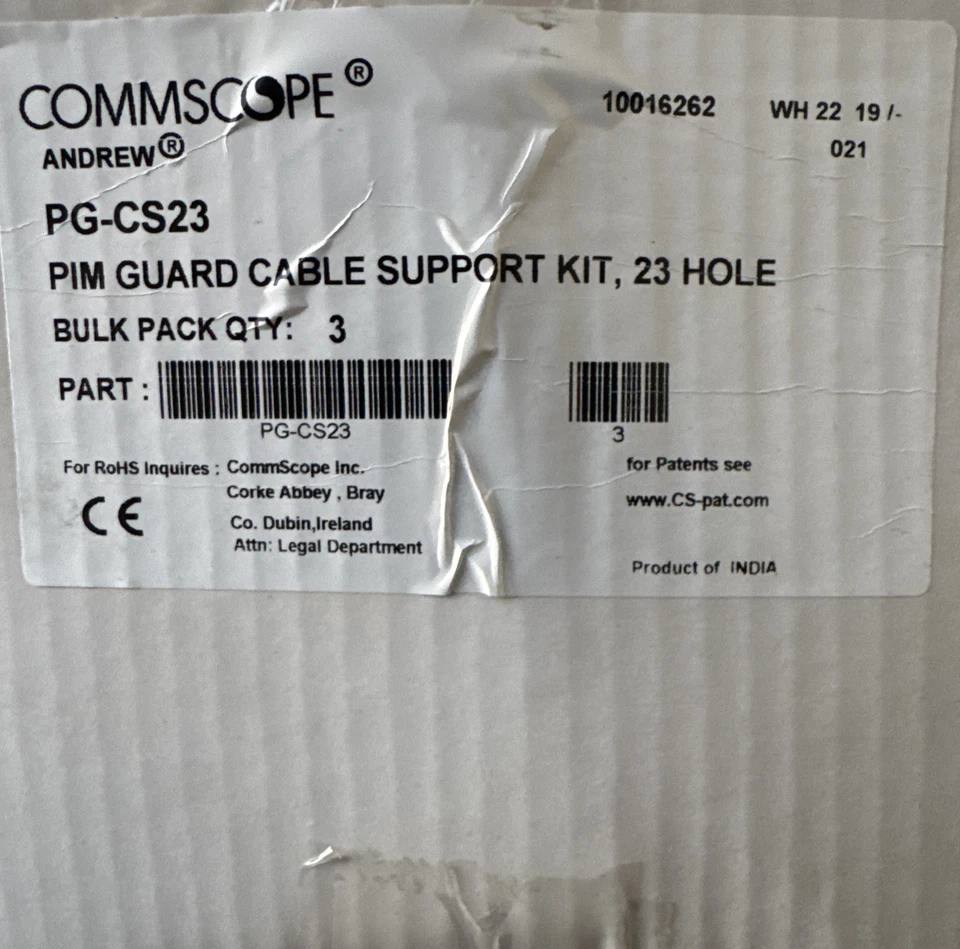 COMMSCOPE®
10016262 WH 22 19 /-
021
ANDREW®
PG-CS23
PIM GUARD CABLE SUPPORT KIT, 23 HOLE
BULK PACK QTY: 3
PART :
PG-CS23
3
For RoHS Inquires : CommScope Inc.
Corke Abbey , Bray
Co. Dubin,Ireland
Attn: Legal Department
CE
for Patents see
www.CS-pat.com
Product of INDIA